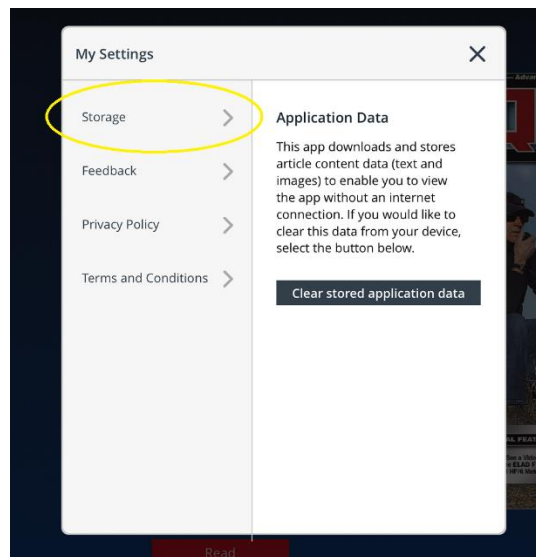 My Settings
Storage
Feedback
Privacy Policy
Terms and Conditions
Application Data
This app downloads and stores
article content data (text and
images) to enable you to view
the app without an internet
connection. If you would like to
clear this data from your device,
select the button below.
Clear stored application data
Q
Read